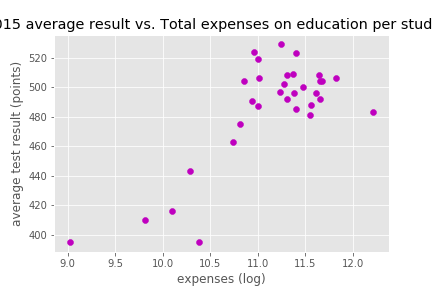 015 average result vs. Total expenses on education per stud
520
500
480
460
440
420
400
average test result (points)
9.0 9.5 10.0 10.5 11.0 11.5 12.0
expenses (log)